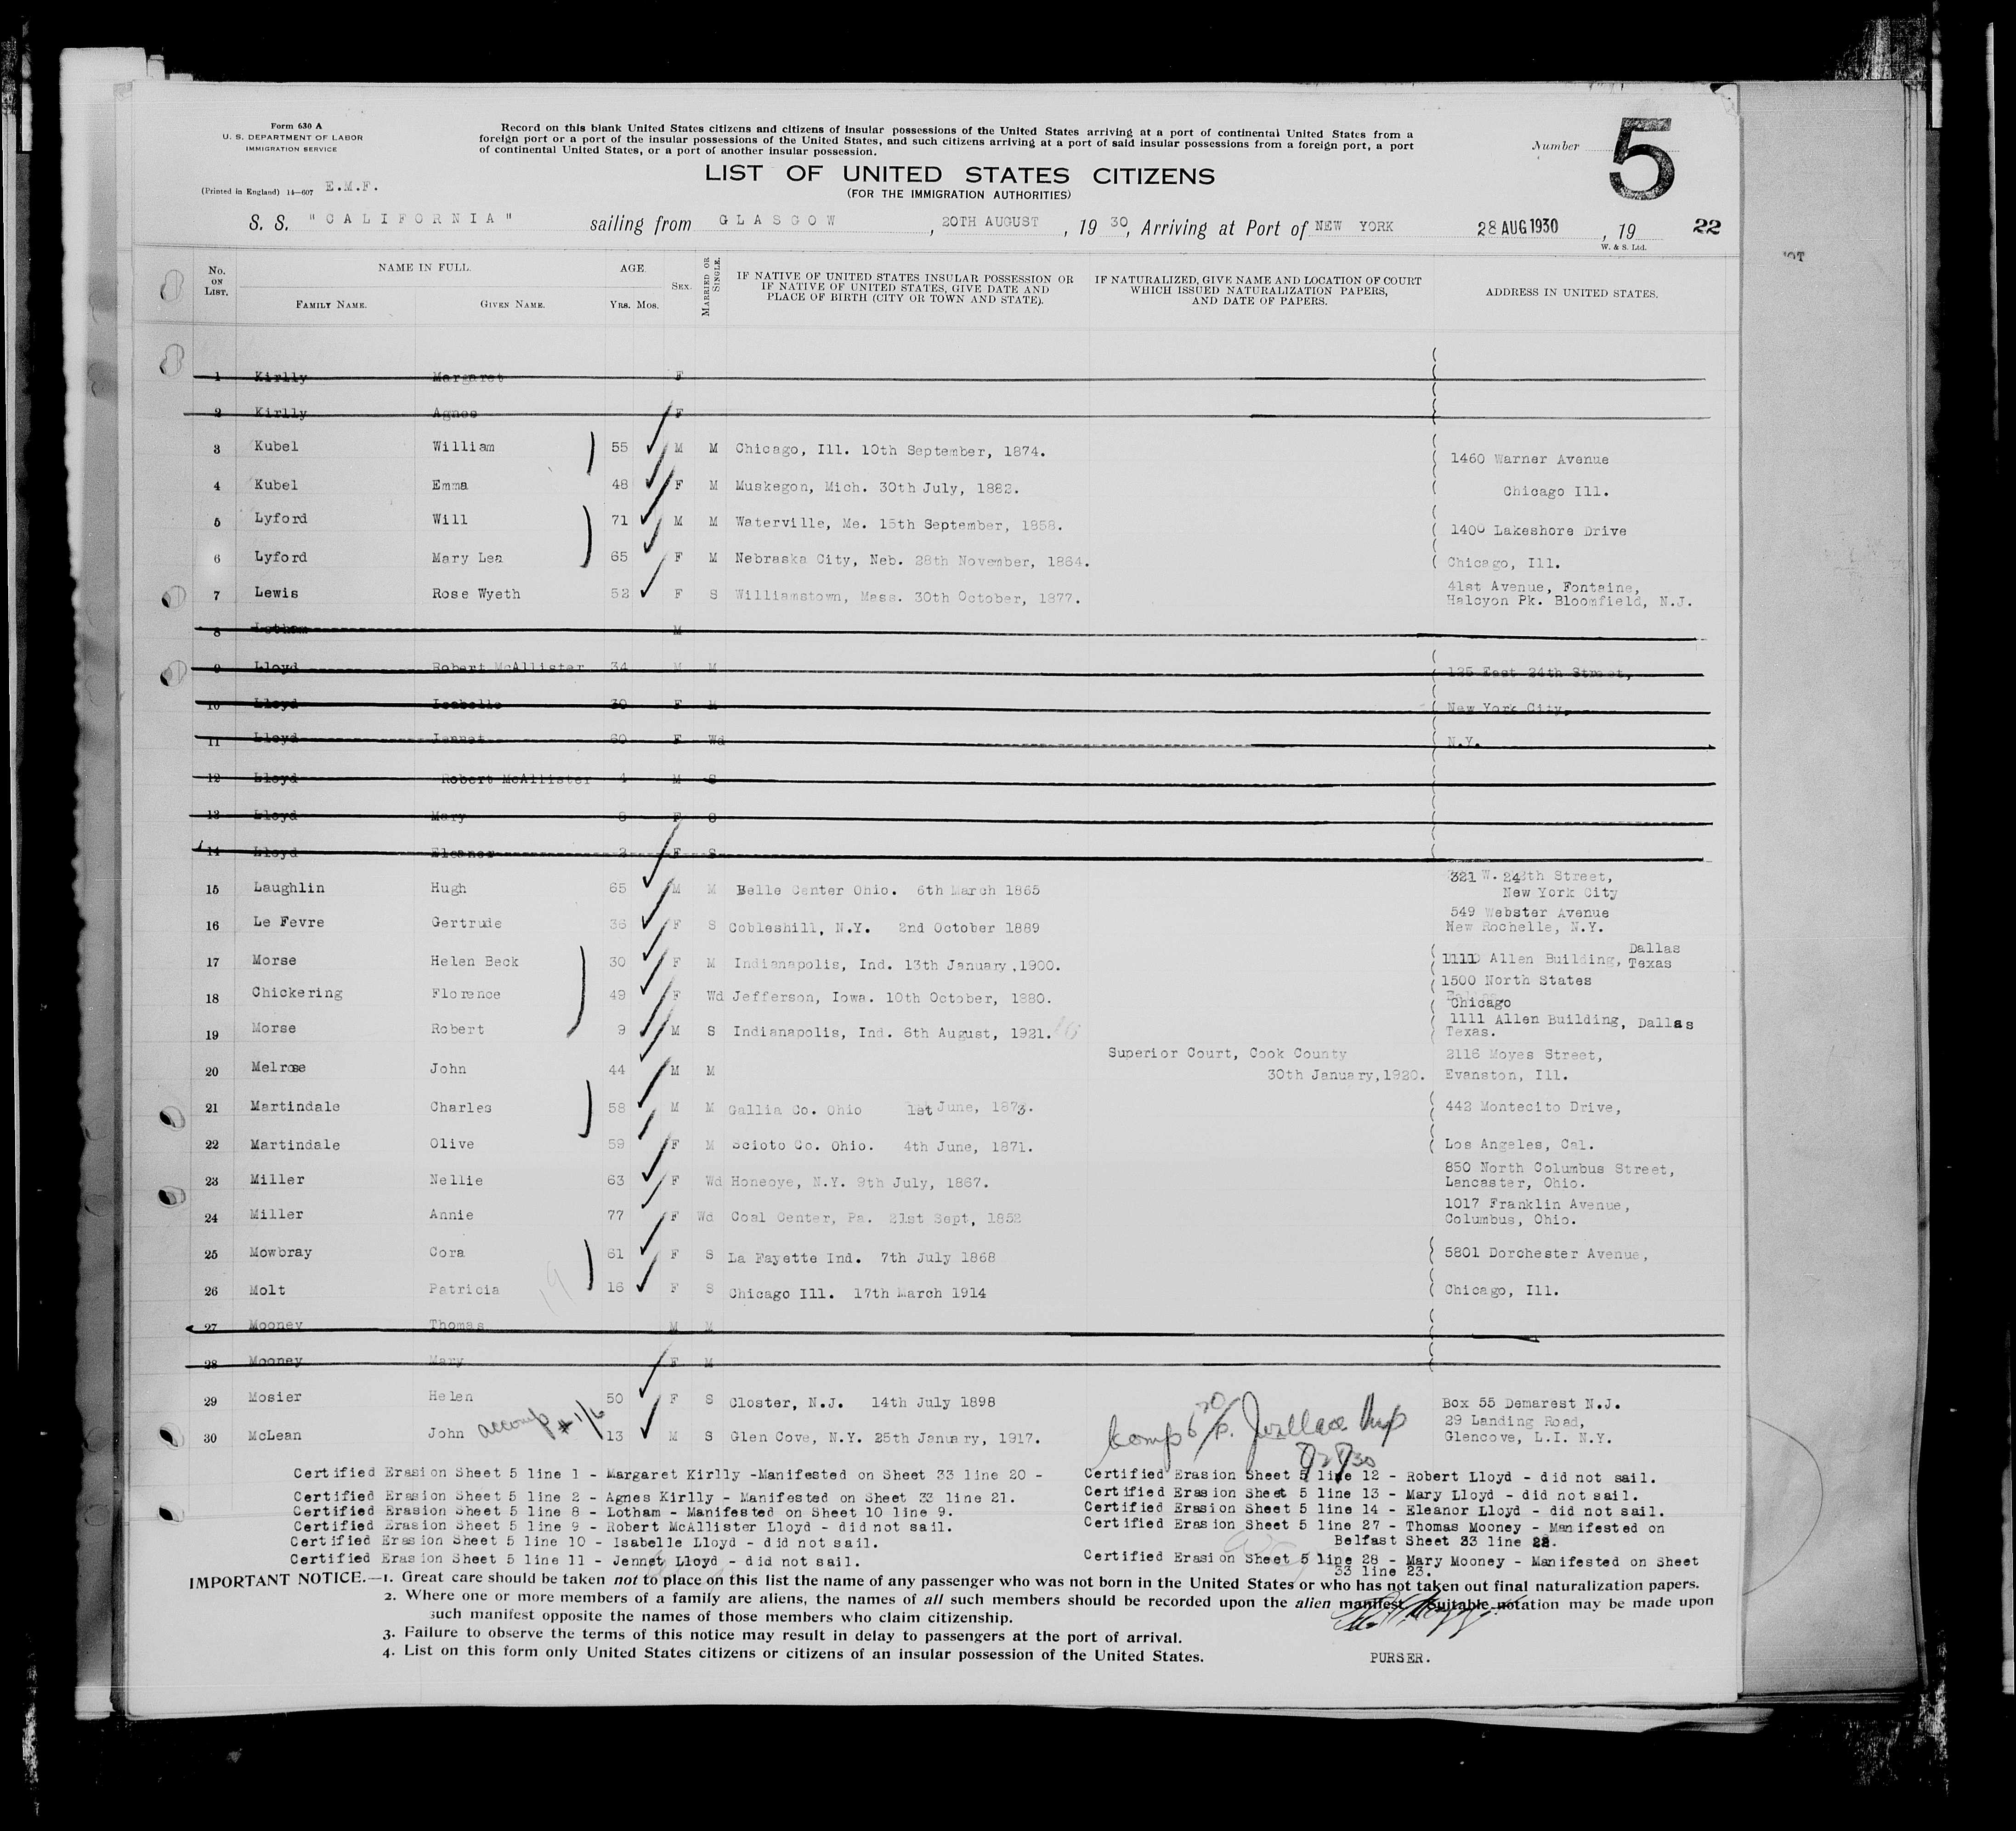 Form 630 A
U. S. DEPARTMENT OF LABOR
IMMIGRATION SERVICE
(Printed in England) 14—607 E.M.F.
Record on this blank United States citizens and citizens of insular possessions of the United States arriving at a port of continental United States from a
foreign port or a port of the insular possessions of the United States, and such citizens arriving at a port of said insular possessions from a foreign port, a port
of continental United States, or a port of another insular possession.
Number 5
LIST OF UNITED STATES CITIZENS
(FOR THE IMMIGRATION AUTHORITIES)
S. S. "CALIFORNIA" sailing from GLASGOW, 20TH AUGUST, 19 30, Arriving at Port of NEW YORK 28 AUG 1930, 19 22
W. & S. Ltd.
No. ON LIST. NAME IN FULL. FAMILY NAME. GIVEN NAME. AGE. YRS. MOS. SEX. MARRIED OR SINGLE. IF NATIVE OF UNITED STATES INSULAR POSSESSION OR IF NATIVE OF UNITED STATES, GIVE DATE AND PLACE OF BIRTH (CITY OR TOWN AND STATE). IF NATURALIZED, GIVE NAME AND LOCATION OF COURT WHICH ISSUED NATURALIZATION PAPERS, AND DATE OF PAPERS. ADDRESS IN UNITED STATES.
1 Kirlly Margaret F
2 Kirlly Agnes F
3 Kubel William 55 M M Chicago, Ill. 10th September, 1874. 1460 Warner Avenue
4 Kubel Emma 48 F M Muskegon, Mich. 30th July, 1882. Chicago Ill.
5 Lyford Will 71 M M Waterville, Me. 15th September, 1858. 1400 Lakeshore Drive
6 Lyford Mary Lea 65 F M Nebraska City, Neb. 28th November, 1864. Chicago, Ill.
7 Lewis Rose Wyeth 52 F S Williamstown, Mass. 30th October, 1877. 41st Avenue, Fontaine,
Halcyon Pk. Bloomfield, N.J.
8 Lotham M
9 Lloyd Robert McAllister 34 M M 125 East 24th Street,
10 Lloyd Isabelle 30 F M New York City,
11 Lloyd Jennet 60 F Wd N.Y.
12 Lloyd Robert McAllister 4 M S
13 Lloyd Mary F S
14 Lloyd Eleanor F S
15 Laughlin Hugh 65 M M Belle Center Ohio. 6th March 1865 321 W. 24th Street,
New York City
16 Le Fevre Gertrude 36 F S Cobleshill, N.Y. 2nd October 1889 549 Webster Avenue
New Rochelle, N.Y.
17 Morse Helen Beck 30 F M Indianapolis, Ind. 13th January, 1900. 1111 Allen Building, Dallas
Texas
18 Chickering Florence 49 F Wd Jefferson, Iowa. 10th October, 1880. 1500 North States
Chicago
19 Morse Robert 9 M S Indianapolis, Ind. 6th August, 1921. 1111 Allen Building, Dallas
Texas.
20 Melrose John 44 M M Superior Court, Cook County
30th January, 1920. 2116 Moyes Street,
Evanston, Ill.
21 Martindale Charles 58 M M Gallia Co. Ohio 1st June, 1873. 442 Montecito Drive,
22 Martindale Olive 59 F M Scioto Co. Ohio. 4th June, 1871. Los Angeles, Cal.
23 Miller Nellie 63 F Wd Honeoye, N.Y. 9th July, 1867. 850 North Columbus Street,
Lancaster, Ohio.
24 Miller Annie 77 F Wd Coal Center, Pa. 21st Sept, 1852 1017 Franklin Avenue,
Columbus, Ohio.
25 Mowbray Cora 61 F S La Fayette Ind. 7th July 1868 5801 Dorchester Avenue,
26 Molt Patricia 16 F S Chicago Ill. 17th March 1914 Chicago, Ill.
27 Mooney Thomas M M
28 Mooney Mary F M
29 Mosier Helen 50 F S Closter, N.J. 14th July 1898 Box 55 Demarest N.J.
30 McLean John accomp #1/6 13 M S Glen Cove, N.Y. 25th January, 1917. 29 Landing Road,
Glencove, L.I. N.Y.
Certified Erasion Sheet 5 line 1 - Margaret Kirlly -Manifested on Sheet 33 line 20 -
Certified Erasion Sheet 5 line 2 - Agnes Kirlly - Manifested on Sheet 33 line 21.
Certified Erasion Sheet 5 line 8 - Lotham - Manifested on Sheet 10 line 9.
Certified Erasion Sheet 5 line 9 - Robert McAllister Lloyd - did not sail.
Certified Erasion Sheet 5 line 10 - Isabelle Lloyd - did not sail.
Certified Erasion Sheet 5 line 11 - Jennet Lloyd - did not sail.
Certified Erasion Sheet 5 line 12 - Robert Lloyd - did not sail.
Certified Erasion Sheet 5 line 13 - Mary Lloyd - did not sail.
Certified Erasion Sheet 5 line 14 - Eleanor Lloyd - did not sail.
Certified Erasion Sheet 5 line 27 - Thomas Mooney - Manifested on
Belfast Sheet 33 line 22.
Certified Erasion Sheet 5 line 28 - Mary Mooney - Manifested on Sheet
33 line 23.
IMPORTANT NOTICE.—1. Great care should be taken not to place on this list the name of any passenger who was not born in the United States or who has not taken out final naturalization papers.
2. Where one or more members of a family are aliens, the names of all such members should be recorded upon the alien manifest. Suitable notation may be made upon
such manifest opposite the names of those members who claim citizenship.
3. Failure to observe the terms of this notice may result in delay to passengers at the port of arrival.
4. List on this form only United States citizens or citizens of an insular possession of the United States.
PURSER.